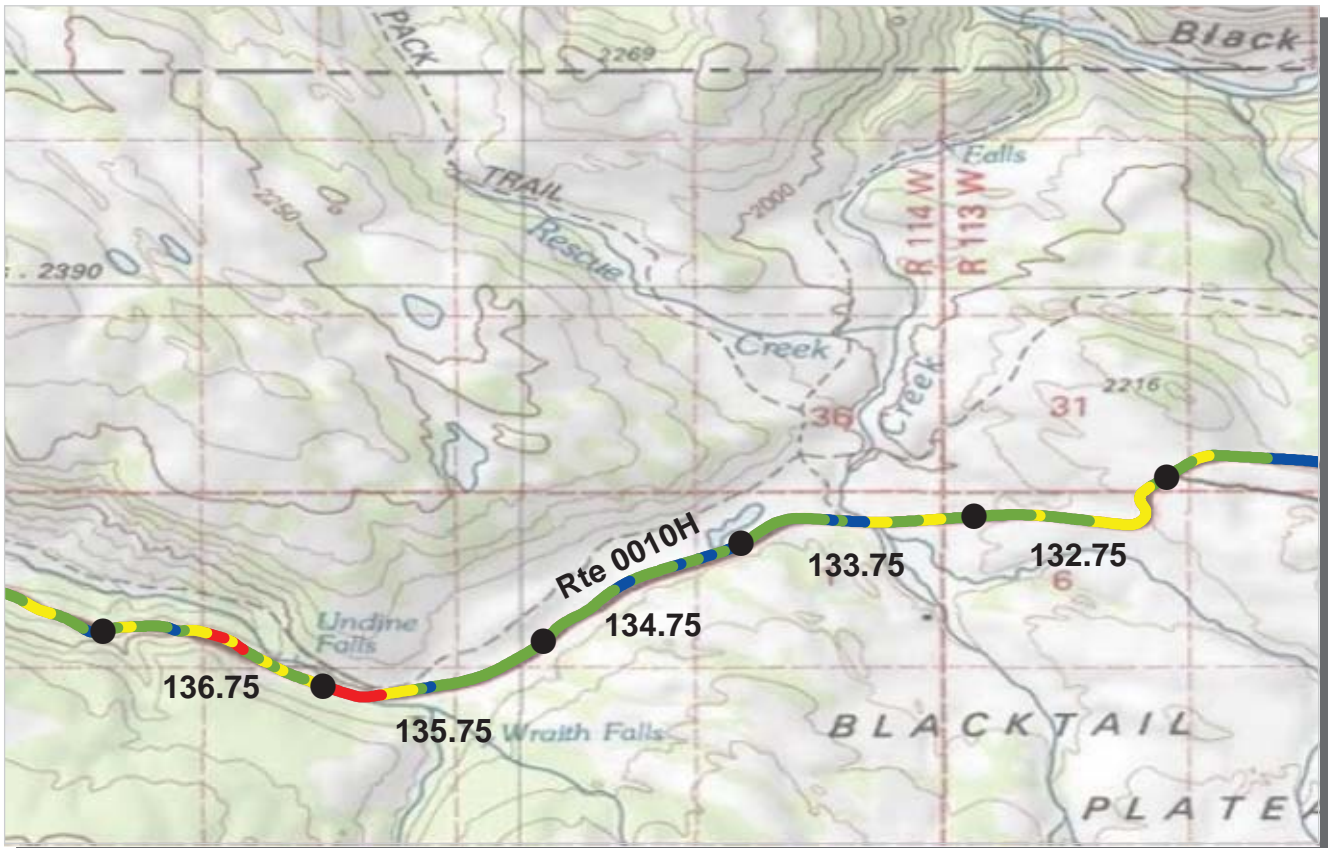 PACK
2269
Black
TRAIL
Falls
2250
2000
R 114 W
R 113 W
Rescue
. 2390
Creek
Creek
2216
36
31
Rte 0010H
133.75
132.75
6
Undine
Falls
134.75
136.75
135.75
Wraith Falls
BLACKTAIL
PLATEA